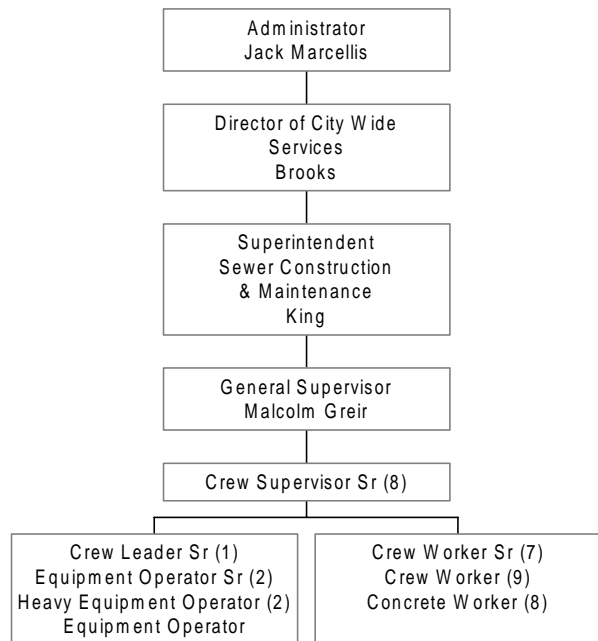 Administrator
Jack Marcellis
Director of City Wide
Services
Brooks
Superintendent
Sewer Construction
& Maintenance
King
General Supervisor
Malcolm Greir
Crew Supervisor Sr (8)
Crew Leader Sr (1)
Equipment Operator Sr (2)
Heavy Equipment Operator (2)
Equipment Operator
Crew Worker Sr (7)
Crew Worker (9)
Concrete Worker (8)